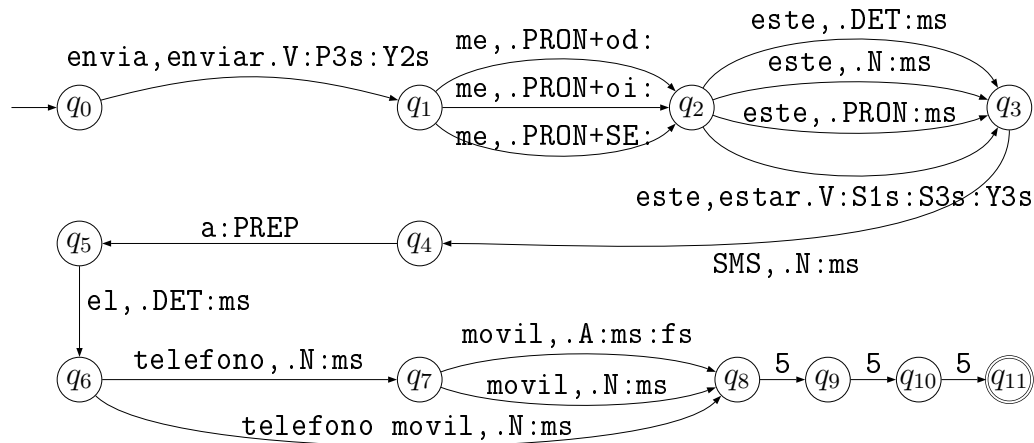 este,.DET:ms
me,.PRON+od:
envia,enviar.V:P3s:Y2s
este,.N:ms
me,.PRON+oi:
q0 q1 q2 q3
este,.PRON:ms
me,.PRON+SE:
este,estar.V:S1s:S3s:Y3s
a:PREP
q5 q4
SMS,.N:ms
el,.DET:ms
movil,.A:ms:fs
telefono,.N:ms
5 5 5
q6 q7 q8 q9 q10 q11
movil,.N:ms
telefono movil,.N:ms